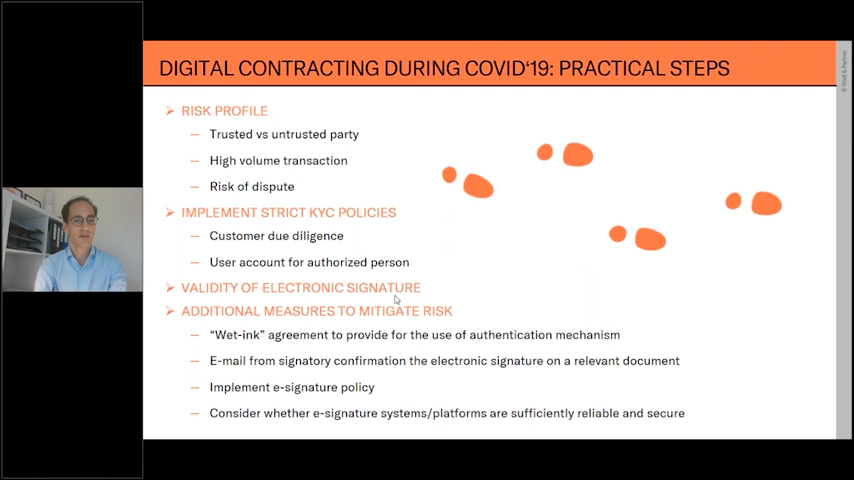 DIGITAL CONTRACTING DURING COVID'19: PRACTICAL STEPS
➢ RISK PROFILE
— Trusted vs untrusted party
— High volume transaction
— Risk of dispute
➢ IMPLEMENT STRICT KYC POLICIES
— Customer due diligence
— User account for authorized person
➢ VALIDITY OF ELECTRONIC SIGNATURE
➢ ADDITIONAL MEASURES TO MITIGATE RISK
— “Wet-ink” agreement to provide for the use of authentication mechanism
— E-mail from signatory confirmation the electronic signature on a relevant document
— Implement e-signature policy
— Consider whether e-signature systems/platforms are sufficiently reliable and secure